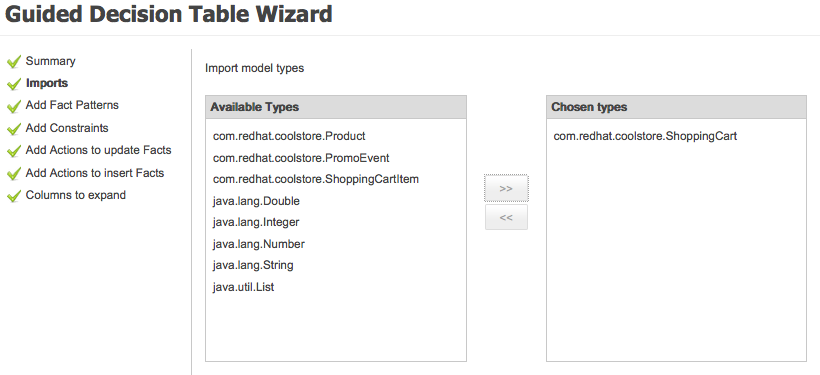 Guided Decision Table Wizard
Summary
Imports
Add Fact Patterns
Add Constraints
Add Actions to update Facts
Add Actions to insert Facts
Columns to expand
Import model types
Available Types
com.redhat.coolstore.Product
com.redhat.coolstore.PromoEvent
com.redhat.coolstore.ShoppingCartItem
java.lang.Double
java.lang.Integer
java.lang.Number
java.lang.String
java.util.List
>>
<<
Chosen types
com.redhat.coolstore.ShoppingCart